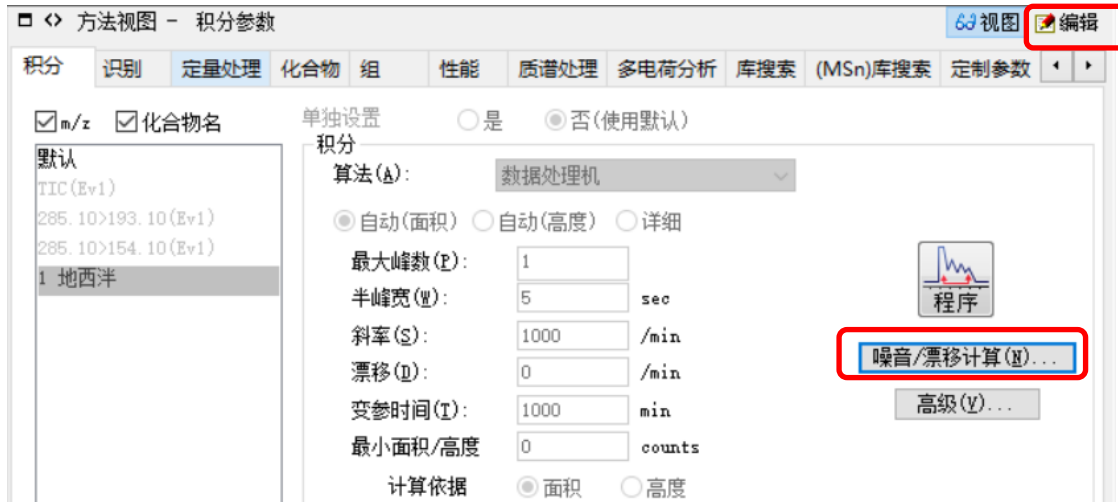 方法视图 - 积分参数 视图 编辑
积分 识别 定量处理 化合物 组 性能 质谱处理 多电荷分析 库搜索 (MSn)库搜索 定制参数
m/z 化合物名
单独设置 是 否(使用默认)
默认
TIC(Ev1)
285.10>193.10(Ev1)
285.10>154.10(Ev1)
1 地西泮
积分
算法(A): 数据处理机
自动(面积) 自动(高度) 详细
最大峰数(P): 1
半峰宽(W): 5 sec
斜率(S): 1000 /min
漂移(D): 0 /min
变参时间(T): 1000 min
最小面积/高度 0 counts
计算依据 面积 高度
程序
噪音/漂移计算(N)...
高级(V)...